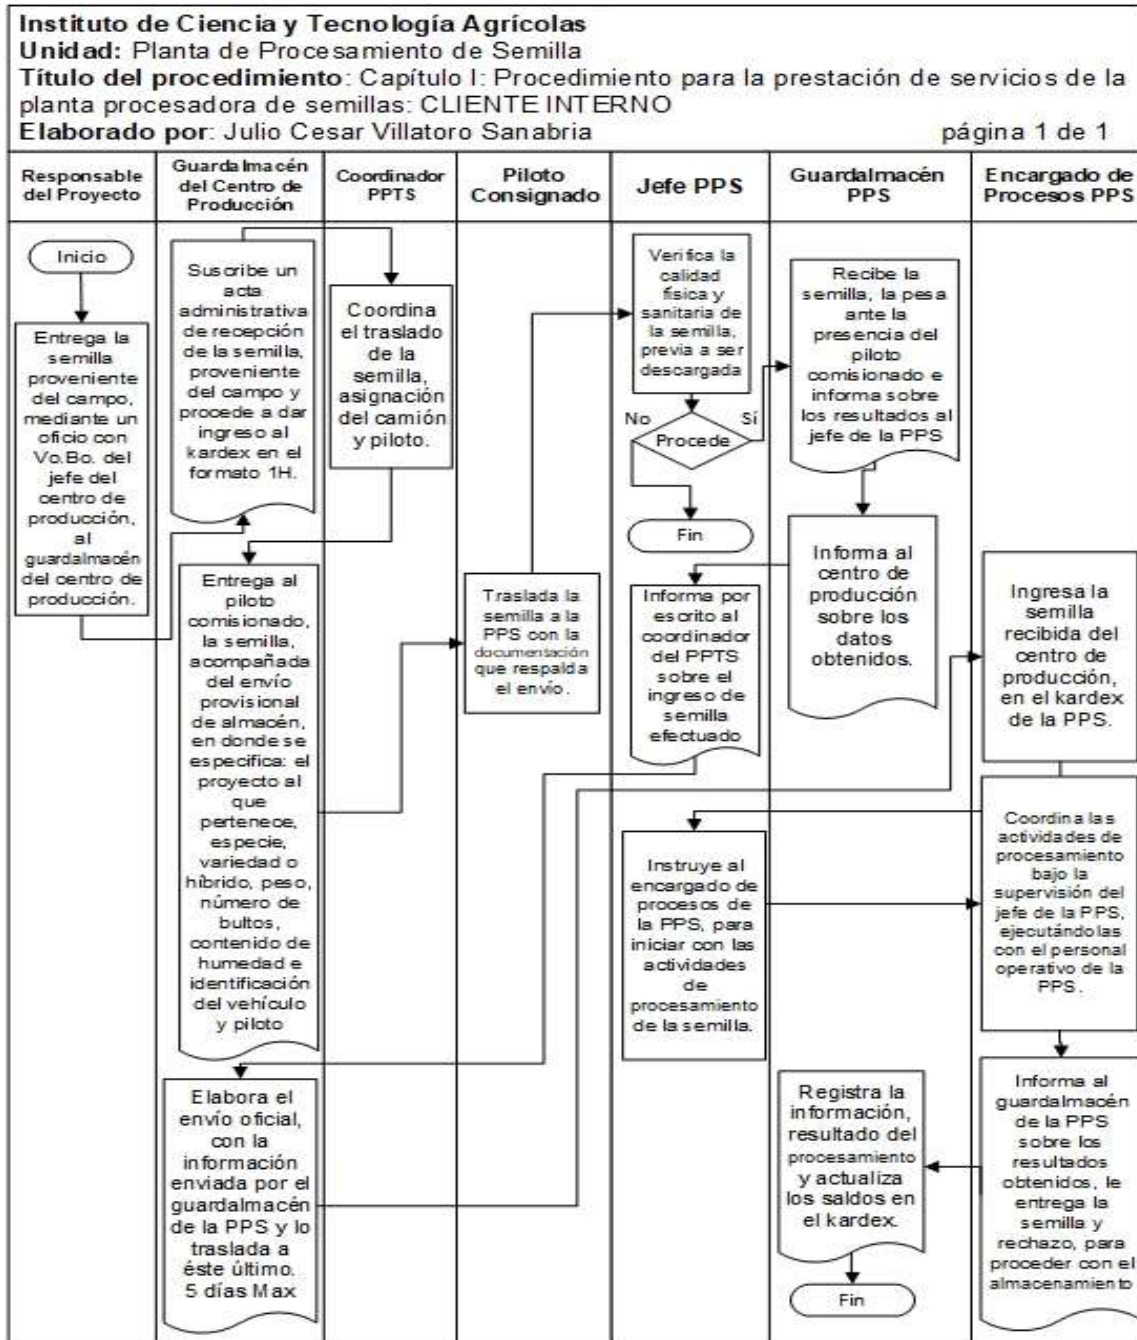 Instituto de Ciencia y Tecnología Agrícolas
Unidad: Planta de Procesamiento de Semilla
Título del procedimiento: Capítulo I: Procedimiento para la prestación de servicios de la
planta procesadora de semillas: CLIENTE INTERNO
Elaborado por: Julio Cesar Villatoro Sanabria
página 1 de 1
Responsable
del Proyecto
Guardalmacén
del Centro de
Producción
Coordinador
PPTS
Piloto
Consignado
Jefe PPS
Guardalmacén
PPS
Encargado de
Procesos PPS
Inicio
Entrega la
semilla
proveniente
del campo,
mediante un
oficio con
Vo.Bo. del
jefe del
centro de
producción,
al
guardalmacén
del centro de
producción.
Suscribe un
acta
administrativa
de recepción
de la semilla,
proveniente
del campo y
procede a dar
ingreso al
kardex en el
formato 1H.
Coordina
el traslado
de la
semilla,
asignación
del camión
y piloto.
Entrega al
piloto
comisionado,
la semilla,
acompañada
del envío
provisional
de almacén,
en donde se
especifica: el
proyecto al
que
pertenece,
especie,
variedad o
híbrido, peso,
número de
bultos,
contenido de
humedad e
identificación
del vehículo
y piloto
Traslada la
semilla a la
PPS con la
documentación
que respalda
el envío.
Verifica la
calidad
física y
sanitaria de
la semilla,
previa a ser
descargada
No
Sí
Procede
Fin
Recibe la
semilla, la pesa
ante la
presencia del
piloto
comisionado e
informa sobre
los resultados al
jefe de la PPS
Informa al
centro de
producción
sobre los
datos
obtenidos.
Informa por
escrito al
coordinador
del PPTS
sobre el
ingreso de
semilla
efectuado
Elabora el
envío oficial,
con la
información
enviada por el
guardalmacén
de la PPS y lo
traslada a
éste último.
5 días Max
Ingresa la
semilla
recibida del
centro de
producción,
en el kardex
de la PPS.
Instruye al
encargado de
procesos de
la PPS, para
iniciar con las
actividades
de
procesamiento
de la semilla.
Coordina las
actividades de
procesamiento
bajo la
supervisión del
jefe de la PPS,
ejecutándolas
con el personal
operativo de la
PPS.
Informa al
guardalmacén
de la PPS
sobre los
resultados
obtenidos, le
entrega la
semilla y
rechazo, para
proceder con el
almacenamiento
Registra la
información,
resultado del
procesamiento
y actualiza
los saldos en
el kardex.
Fin